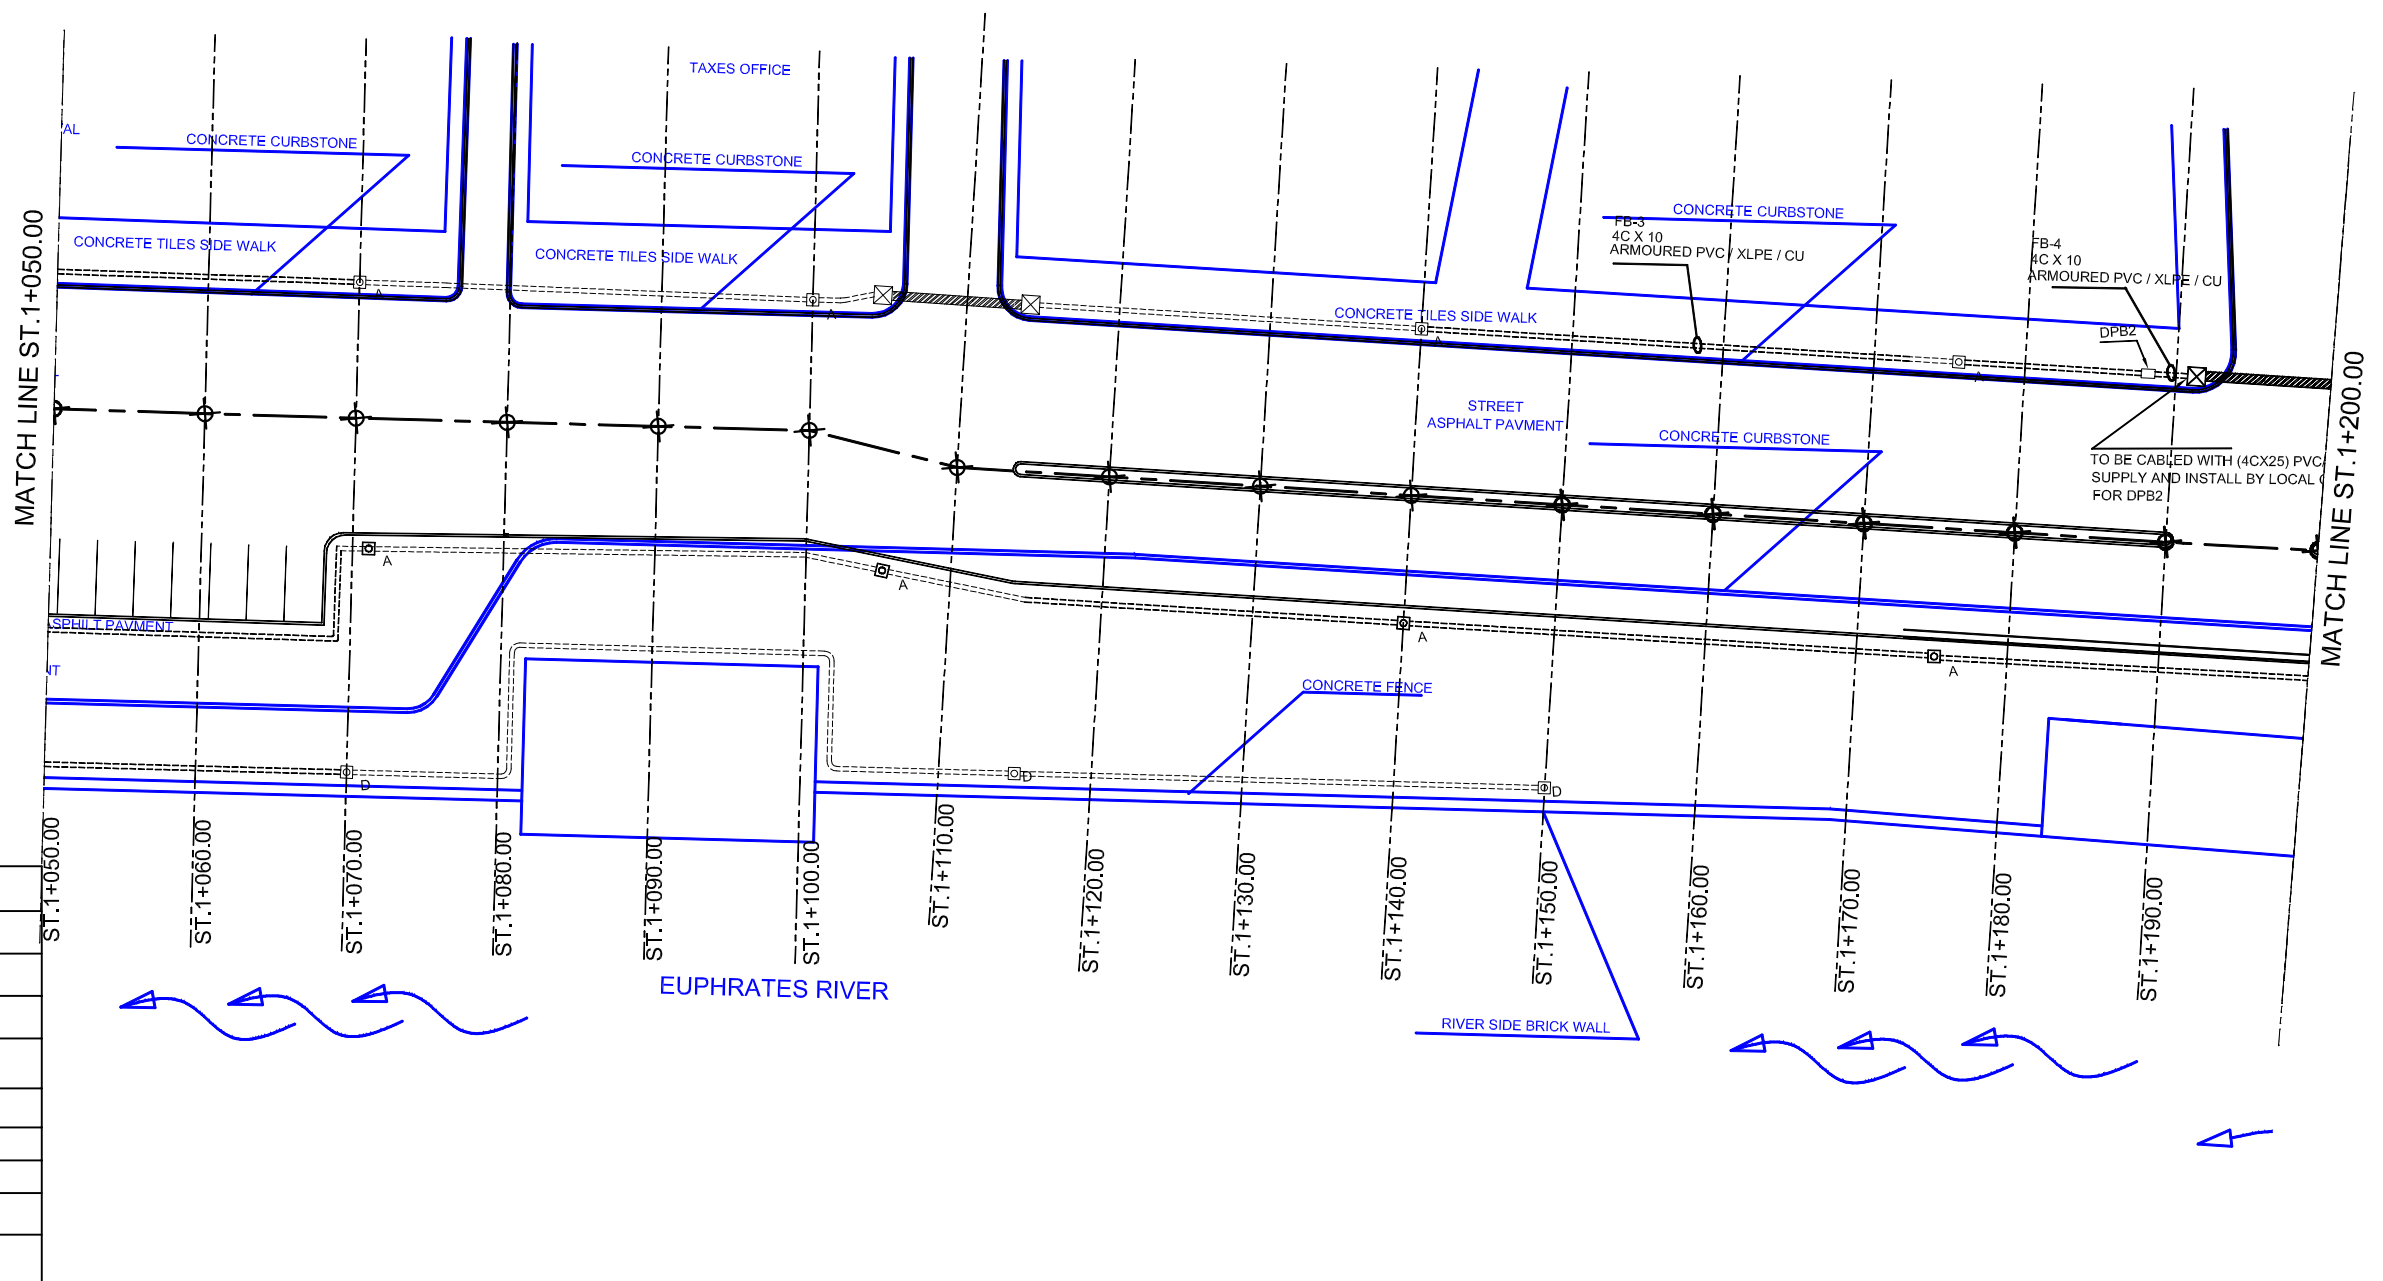 TAXES OFFICE
AL
CONCRETE CURBSTONE
CONCRETE CURBSTONE
CONCRETE CURBSTONE
CONCRETE TILES SIDE WALK
CONCRETE TILES SIDE WALK
FB-3
4C X 10
ARMOURED PVC / XLPE / CU
FB-4
4C X 10
ARMOURED PVC / XLPE / CU
A
A
CONCRETE TILES SIDE WALK
A
DPB2
A
MATCH LINE ST.1+050.00
STREET
ASPHALT PAVMENT
CONCRETE CURBSTONE
TO BE CABLED WITH (4CX25) PVC
SUPPLY AND INSTALL BY LOCAL
FOR DPB2
MATCH LINE ST.1+200.00
A
A
A
A
SPHILT PAVMENT
NT
CONCRETE FENCE
D
D
D
ST.1+050.00
ST.1+060.00
ST.1+070.00
ST.1+080.00
ST.1+090.00
ST.1+100.00
ST.1+110.00
ST.1+120.00
ST.1+130.00
ST.1+140.00
ST.1+150.00
ST.1+160.00
ST.1+170.00
ST.1+180.00
ST.1+190.00
EUPHRATES RIVER
RIVER SIDE BRICK WALL